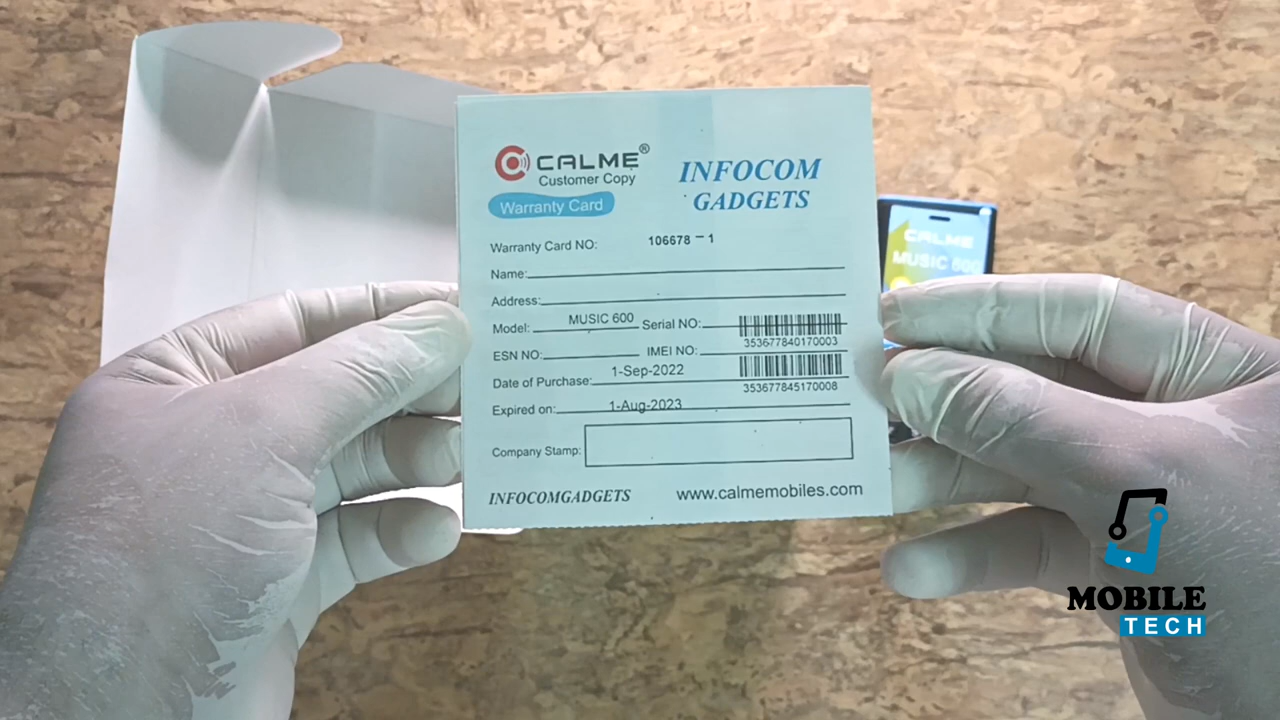 CALME®
Customer Copy
Warranty Card
INFOCOM
GADGETS
Warranty Card NO: 106678 - 1
Name:
Address:
Model: MUSIC 600 Serial NO:
353677840170003
ESN NO: IMEI NO:
Date of Purchase: 1-Sep-2022
353677845170008
Expired on: 1-Aug-2023
Company Stamp:
INFOCOMGADGETS www.calmemobiles.com
CALME
MUSIC 600
MOBILE
TECH